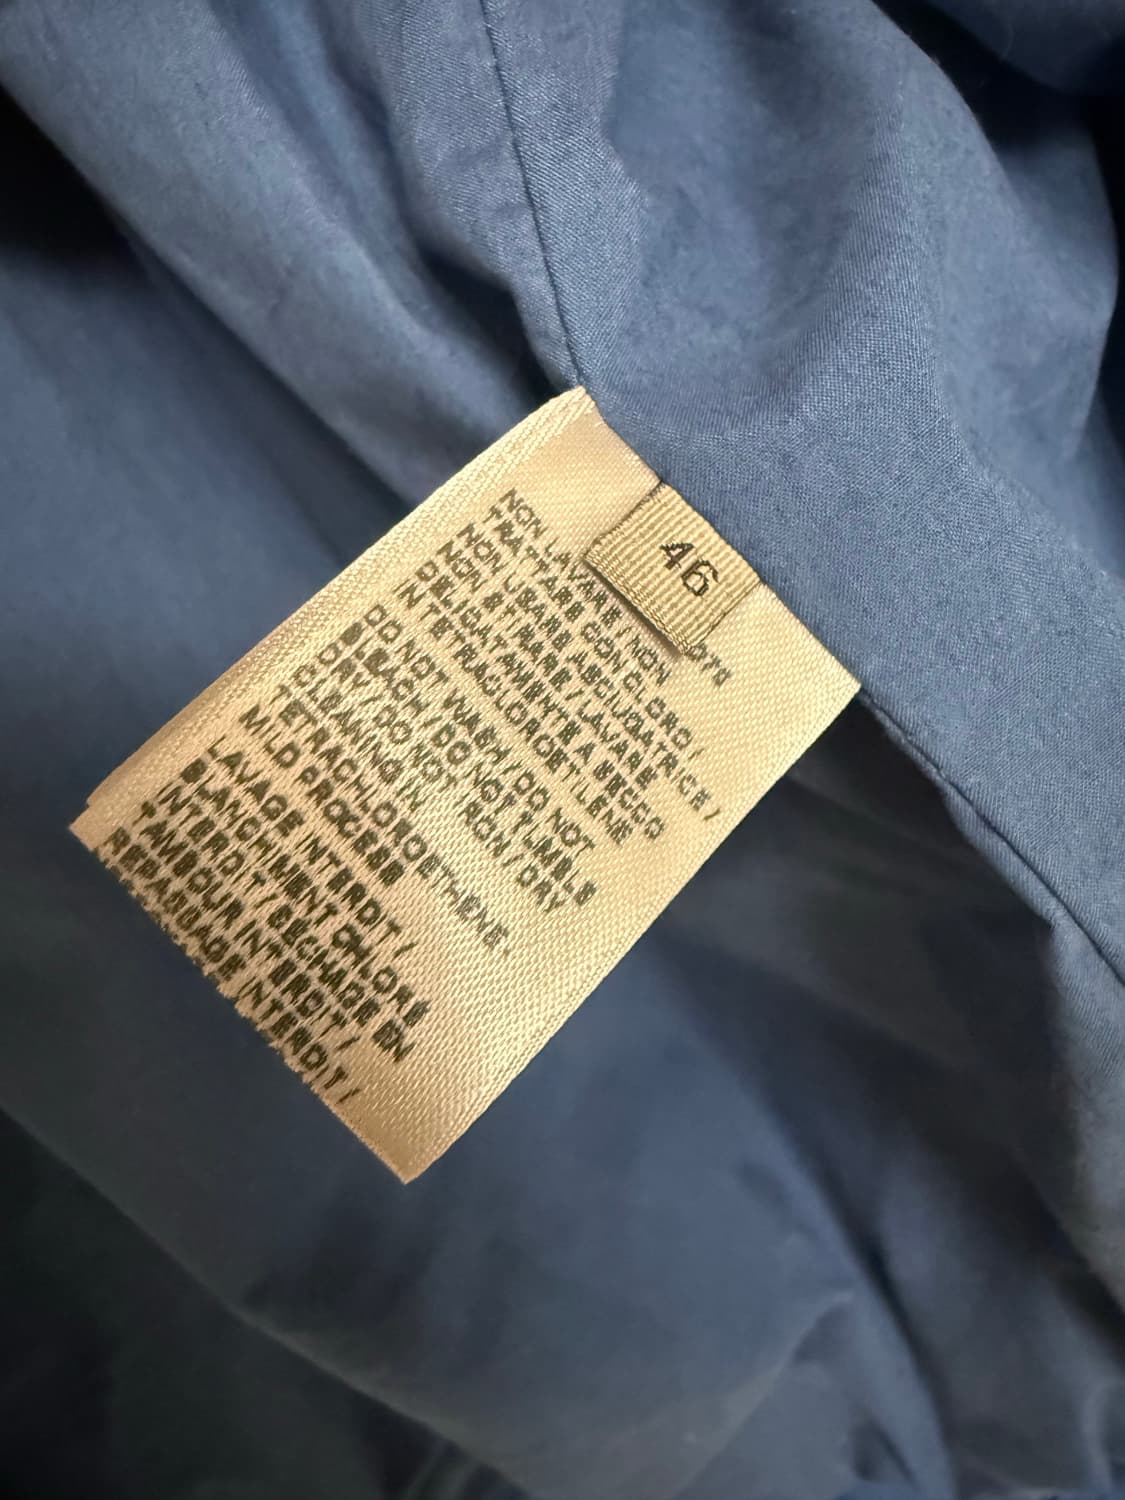 46
NON LAVARE / NON
TRATTARE CON CLORO /
NON USARE ASCIUGATRICE /
NON STIRARE / LAVARE
DELICATAMENTE A SECCO
IN TETRACLOROETILENE
DO NOT WASH / DO NOT
BLEACH / DO NOT TUMBLE
DRY / DO NOT IRON / DRY
CLEANING IN
TETRACHLOROETHENE.
MILD PROCESS
LAVAGE INTERDIT /
BLANCHIMENT CHLORE
INTERDIT / SECHAGE EN
TAMBOUR INTERDIT /
REPASSAGE INTERDIT /